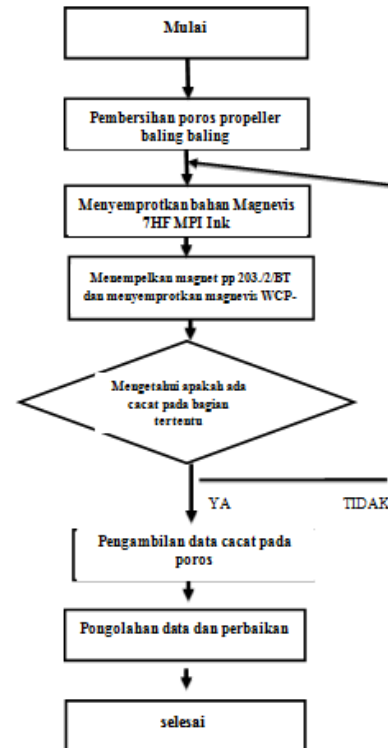 Mulai
Pembersihan poros propeller
baling baling
Menyemprotkan bahan Magnevis
7HF MPI Ink
Menempelkan magnet pp 203./2/BT
dan menyemprotkan magnevis WCP-
Mengetahui apakah ada
cacat pada bagian
tertentu
YA TIDAK
Pengambilan data cacat pada
poros
Pongolahan data dan perbaikan
selesai